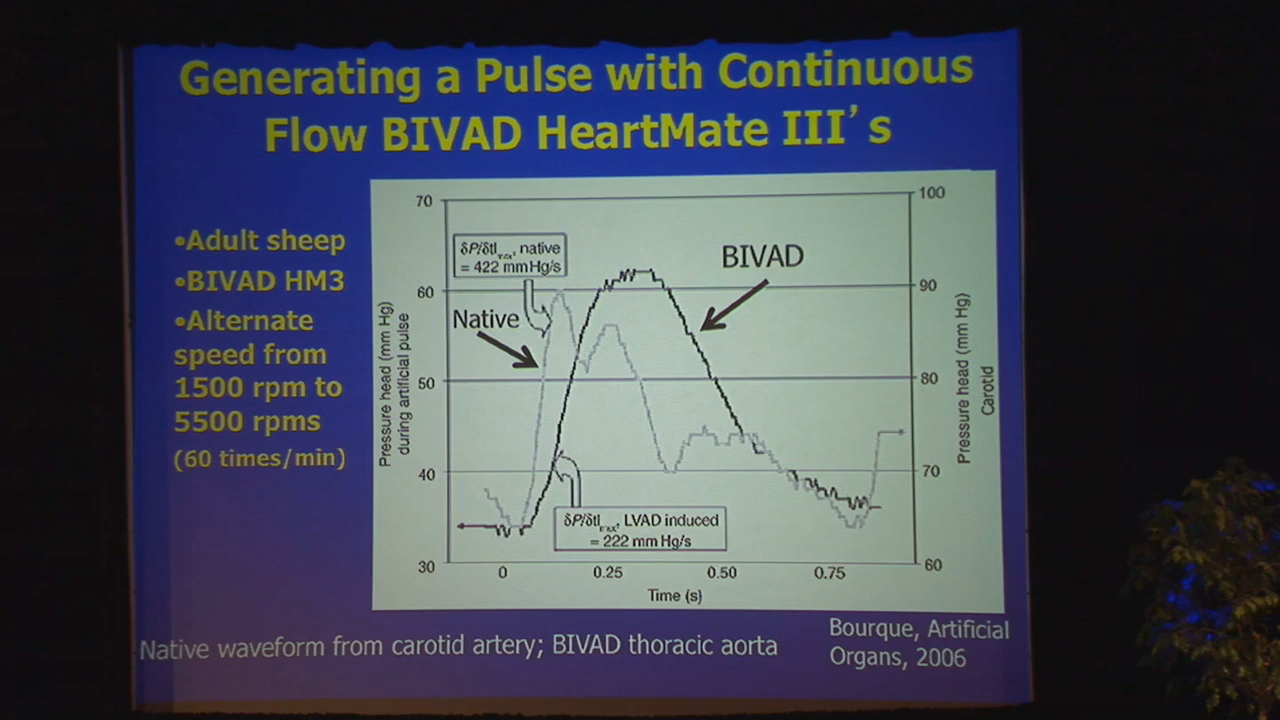 Generating a Pulse with Continuous
Flow BIVAD HeartMate III's
•Adult sheep
•BIVAD HM3
•Alternate
speed from
1500 rpm to
5500 rpms
(60 times/min)
Pressure head (mm Hg)
during artificial pulse
70
60
50
40
30
δP/δt|max, native
= 422 mmHg/s
Native
BIVAD
δP/δt|max, LVAD induced
= 222 mmHg/s
100
90
80
70
60
Pressure head (mm Hg)
Carotid
0
0.25
0.50
0.75
Time (s)
Native waveform from carotid artery; BIVAD thoracic aorta
Bourque, Artificial
Organs, 2006